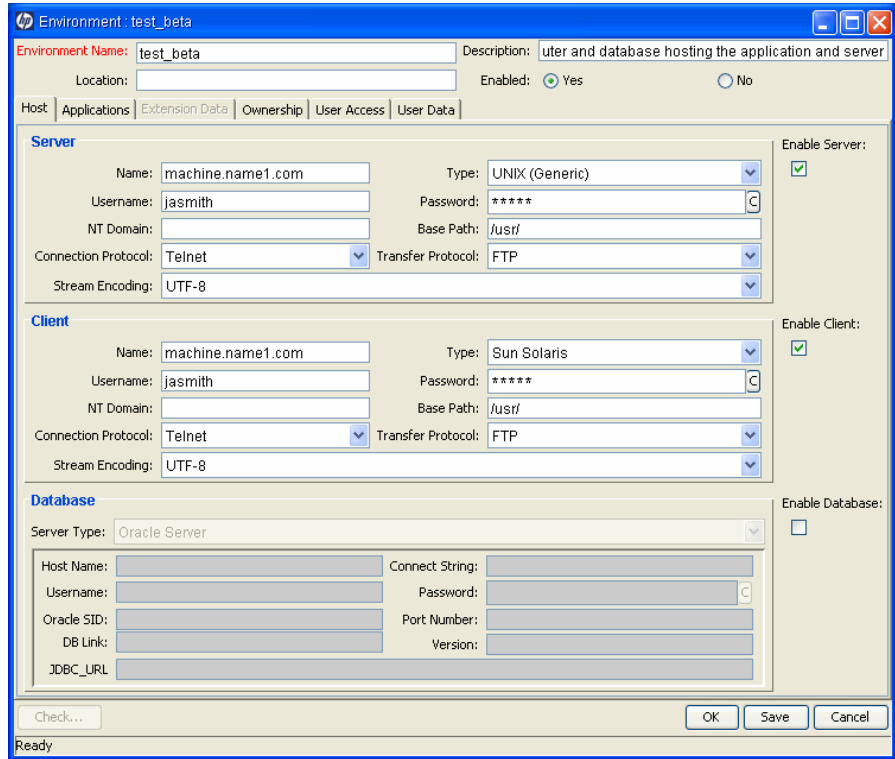 hp Environment : test_beta
Environment Name: test_beta Description: uter and database hosting the application and server
Location: Enabled: Yes No
Host Applications Extension Data Ownership User Access User Data
Server Enable Server:
Name: machine.name1.com Type: UNIX (Generic)
Username: jasmith Password: ***** C
NT Domain: Base Path: /usr/
Connection Protocol: Telnet Transfer Protocol: FTP
Stream Encoding: UTF-8
Client Enable Client:
Name: machine.name1.com Type: Sun Solaris
Username: jasmith Password: ***** C
NT Domain: Base Path: /usr/
Connection Protocol: Telnet Transfer Protocol: FTP
Stream Encoding: UTF-8
Database Enable Database:
Server Type: Oracle Server
Host Name: Connect String:
Username: Password: C
Oracle SID: Port Number:
DB Link: Version:
JDBC_URL
Check... OK Save Cancel
Ready